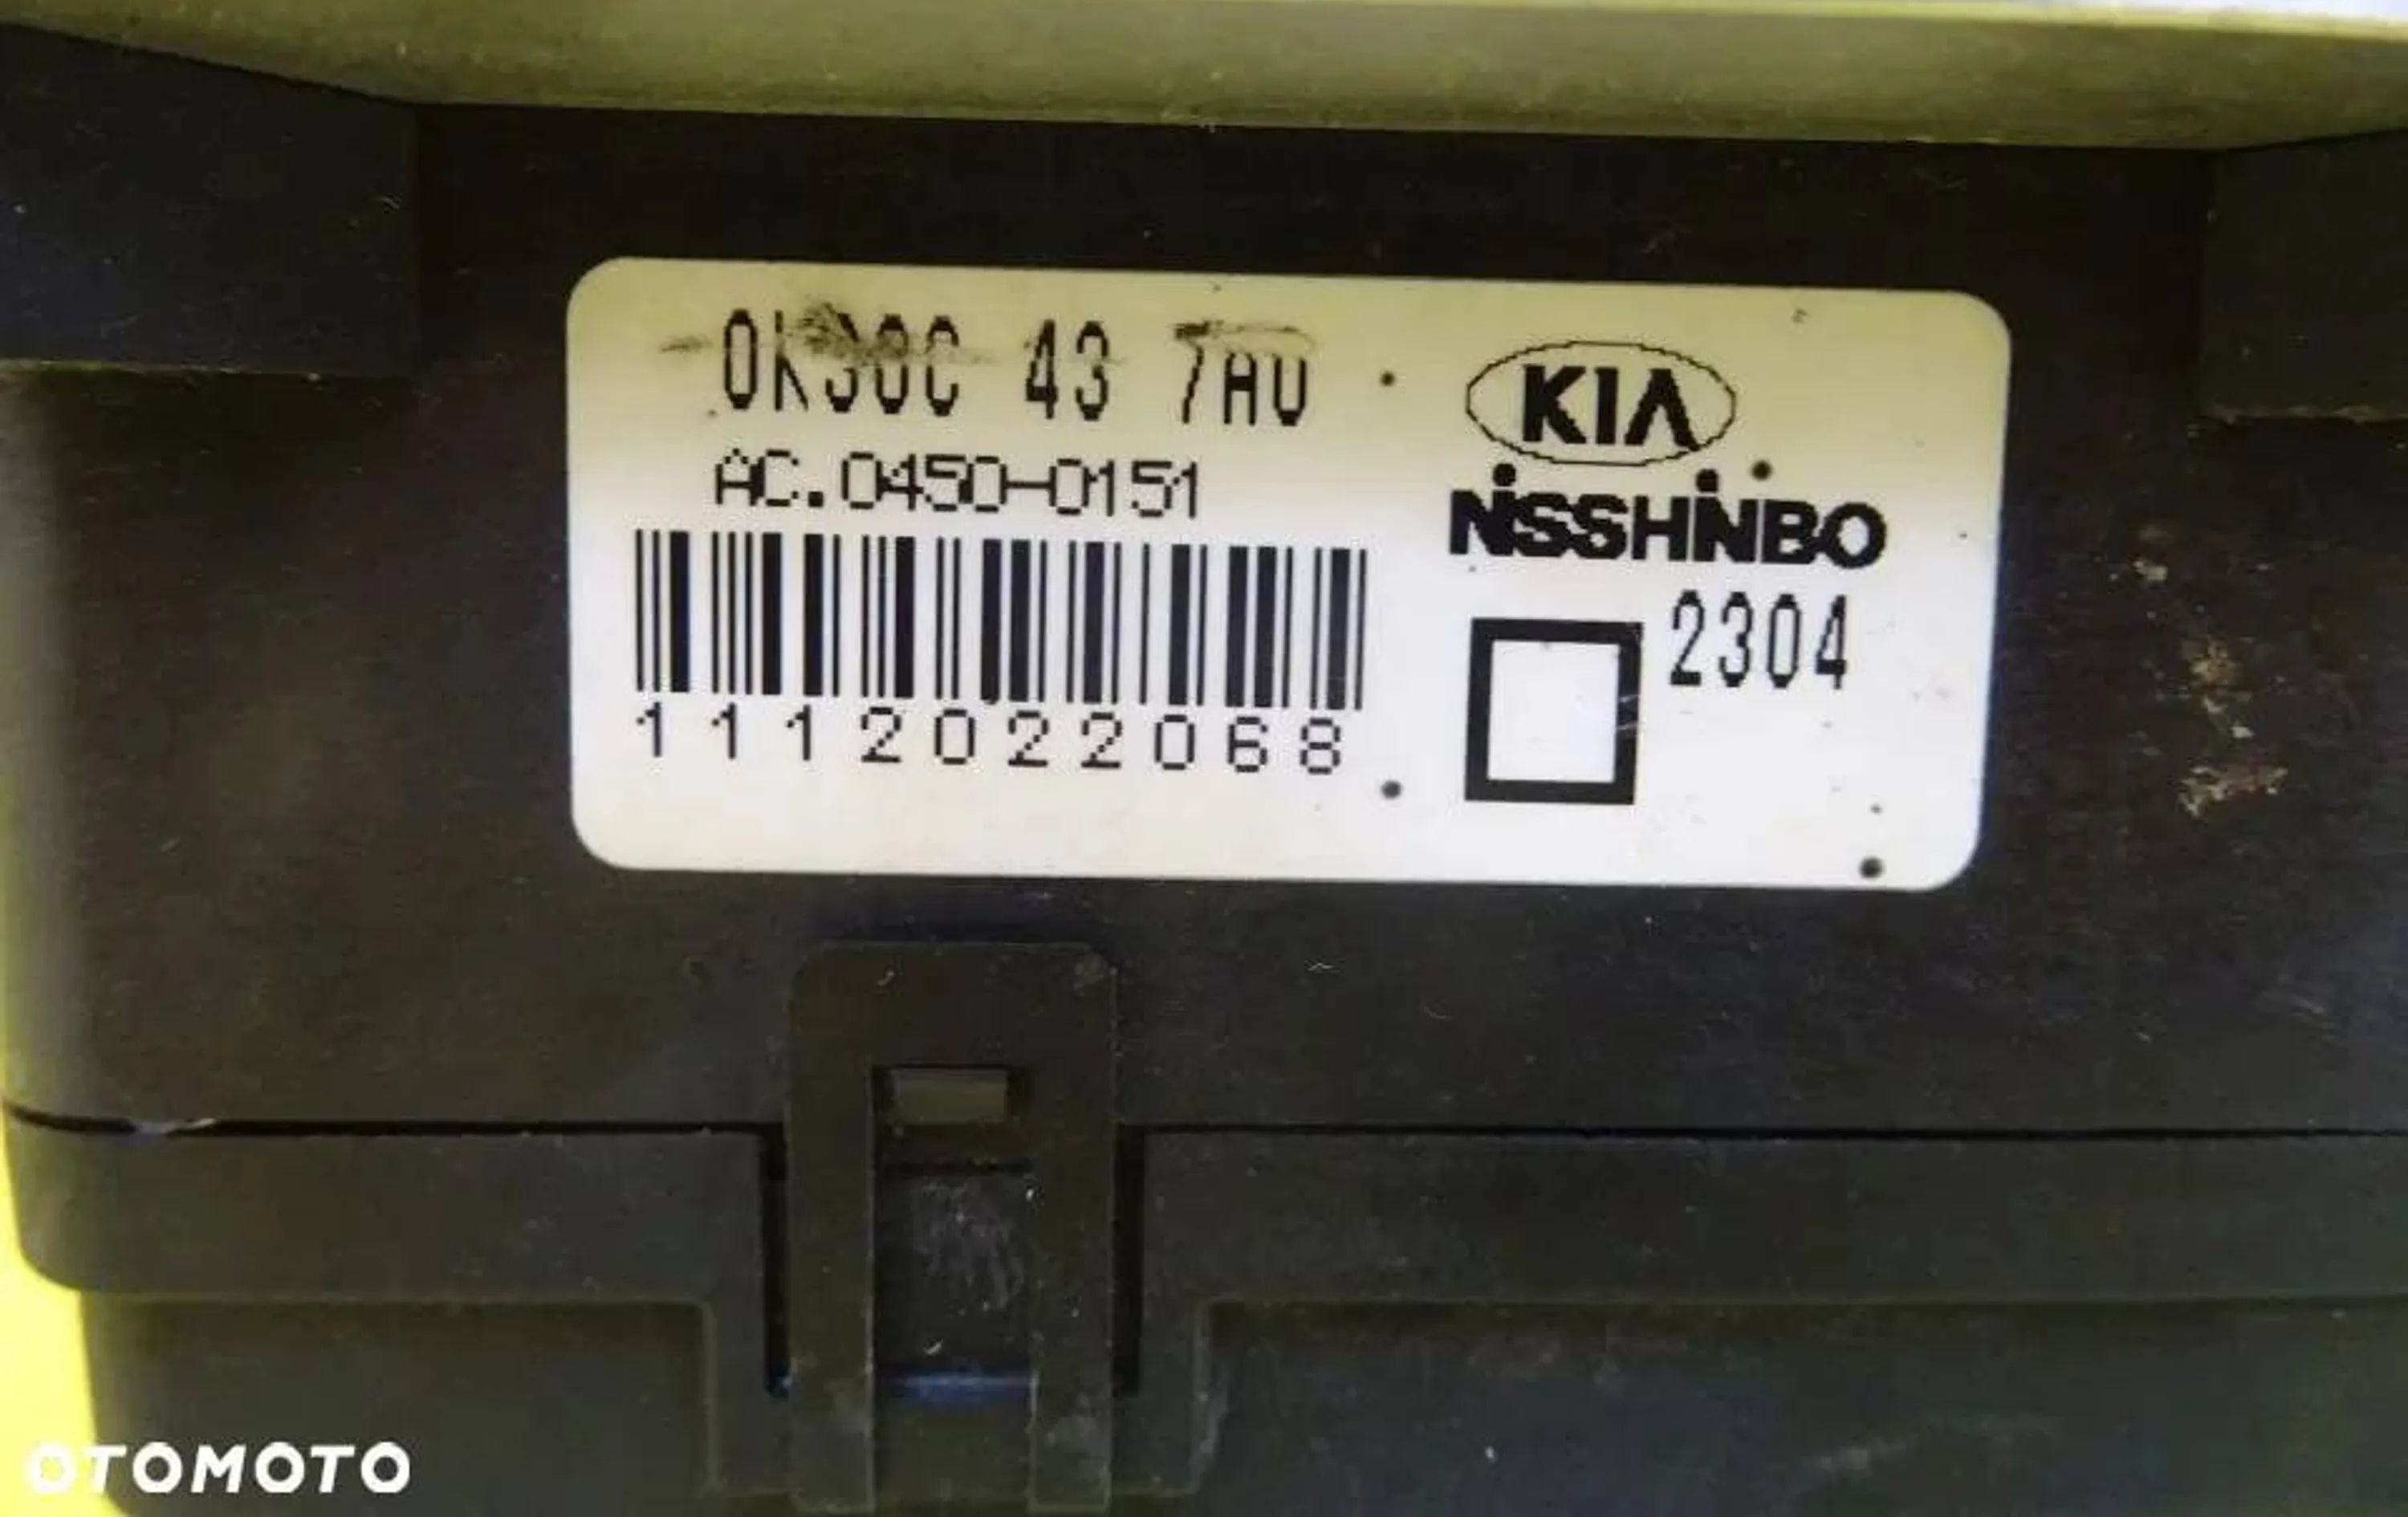 0K30C 43 7A0
AC.0450-0151
1112022068
KIA
NiSSHiNBO
2304
OTOMOTO